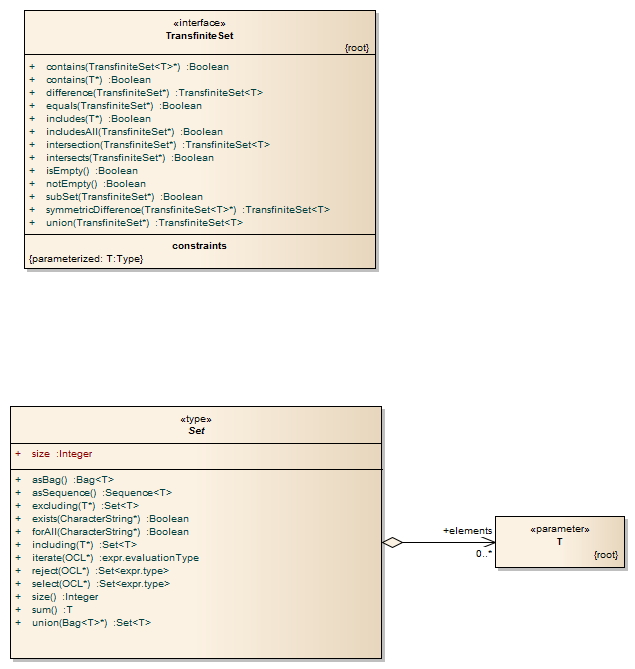 «interface»
TransfiniteSet
{root}
+ contains(TransfiniteSet<T>*) :Boolean
+ contains(T*) :Boolean
+ difference(TransfiniteSet*) :TransfiniteSet<T>
+ equals(TransfiniteSet*) :Boolean
+ includes(T*) :Boolean
+ includesAll(TransfiniteSet*) :Boolean
+ intersection(TransfiniteSet*) :TransfiniteSet<T>
+ intersects(TransfiniteSet*) :Boolean
+ isEmpty() :Boolean
+ notEmpty() :Boolean
+ subSet(TransfiniteSet*) :Boolean
+ symmetricDifference(TransfiniteSet<T>*) :TransfiniteSet<T>
+ union(TransfiniteSet*) :TransfiniteSet<T>
constraints
{parameterized: T:Type}
«type»
Set
+ size :Integer
+ asBag() :Bag<T>
+ asSequence() :Sequence<T>
+ excluding(T*) :Set<T>
+ exists(CharacterString*) :Boolean
+ forAll(CharacterString*) :Boolean
+ including(T*) :Set<T>
+ iterate(OCL*) :expr.evaluationType
+ reject(OCL*) :Set<expr.type>
+ select(OCL*) :Set<expr.type>
+ size() :Integer
+ sum() :T
+ union(Bag<T>*) :Set<T>
+elements
0..*
«parameter»
T
{root}